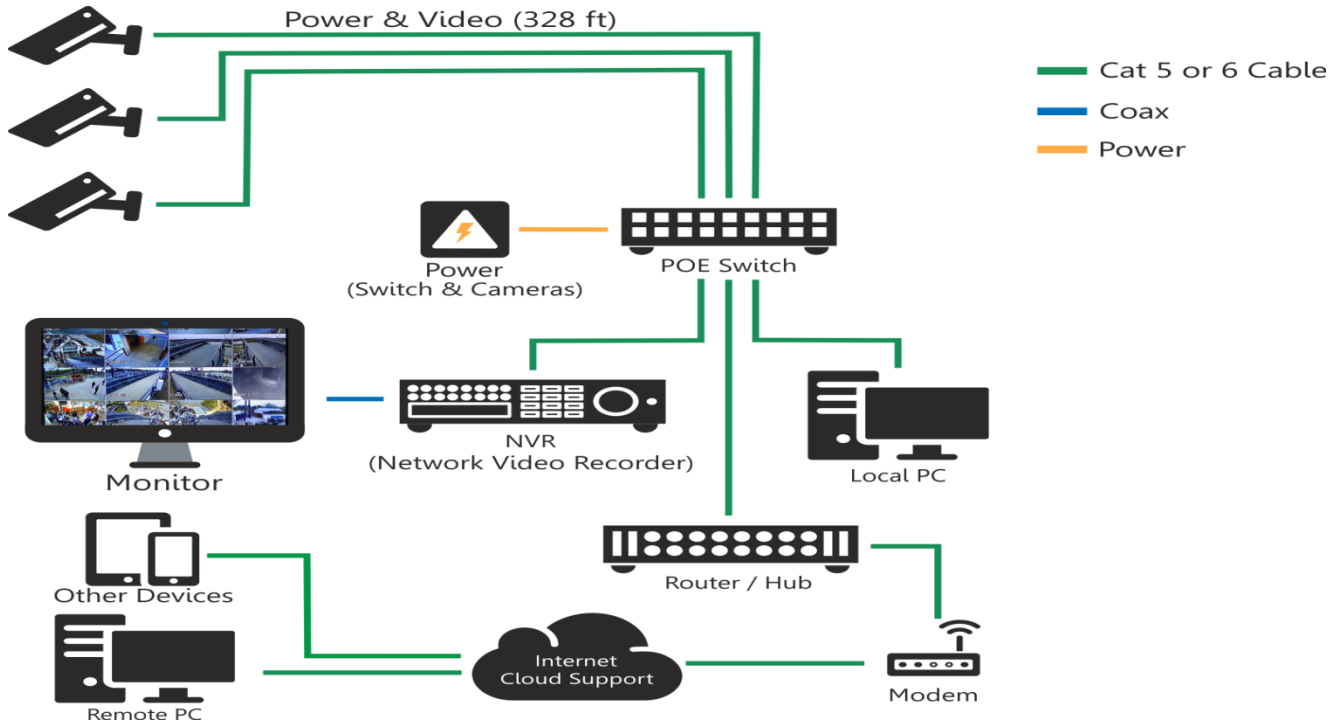 Power & Video (328 ft)
Cat 5 or 6 Cable
Coax
Power
POE Switch
Power
(Switch & Cameras)
NVR
(Network Video Recorder)
Monitor
Local PC
Other Devices
Router / Hub
Internet
Cloud Support
Modem
Remote PC